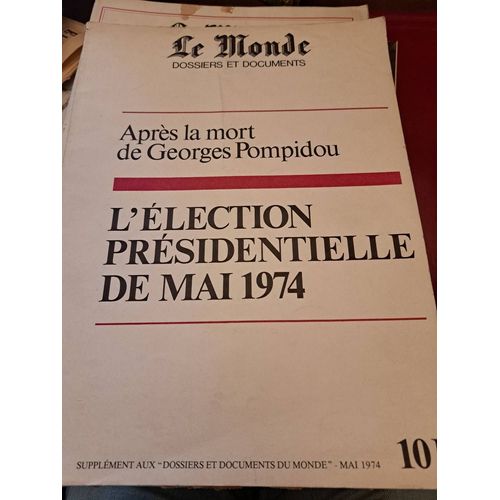 Le Monde
DOSSIERS ET DOCUMENTS
Après la mort
de Georges Pompidou
L'ÉLECTION
PRÉSIDENTIELLE
DE MAI 1974
SUPPLÉMENT AUX "DOSSIERS ET DOCUMENTS DU MONDE" - MAI 1974 10